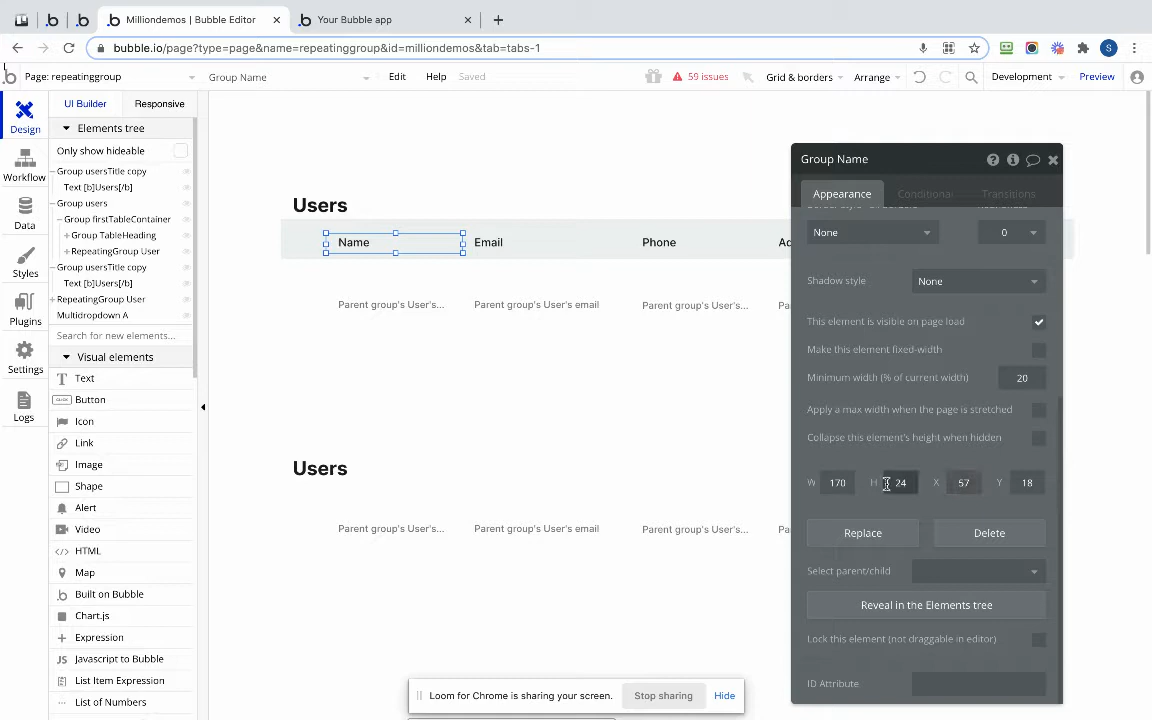 Milliondemos | Bubble Editor
Your Bubble app
bubble.io/page?type=page&name=repeatinggroup&id=milliondemos&tab=tabs-1
S
Page: repeatinggroup
Group Name
Edit
Help
Saved
59 issues
Grid & borders
Arrange
Development
Preview
Design
Workflow
Data
Styles
Plugins
Settings
Logs
UI Builder
Responsive
Elements tree
Only show hideable
Group usersTitle copy
Text [b]Users[/b]
Group users
Group firstTableContainer
Group TableHeading
RepeatingGroup User
Group usersTitle copy
Text [b]Users[/b]
RepeatingGroup User
Multidropdown A
Search for new elements...
Visual elements
Text
CLICK
Button
Icon
Link
Image
Shape
Alert
Video
HTML
Map
Built on Bubble
Chart.js
Expression
JS
Javascript to Bubble
List Item Expression
List of Numbers
Users
Name
Email
Phone
Ad
Parent group's User's...
Parent group's Users email
Parent group's User's...
Users
Parent group's User's...
Parent group's Users email
Parent group's User's...
Group Name
Appearance
Conditional
Transitions
None
0
Shadow style
None
This element is visible on page load
Make this element fixed-width
Minimum width (% of current width)
20
Apply a max width when the page is stretched
Collapse this element's height when hidden
W 170 H 24 X 57 Y 18
Replace
Delete
Select parent/child
Reveal in the Elements tree
Lock this element (not draggable in editor)
ID Attribute
Loom for Chrome is sharing your screen.
Stop sharing
Hide